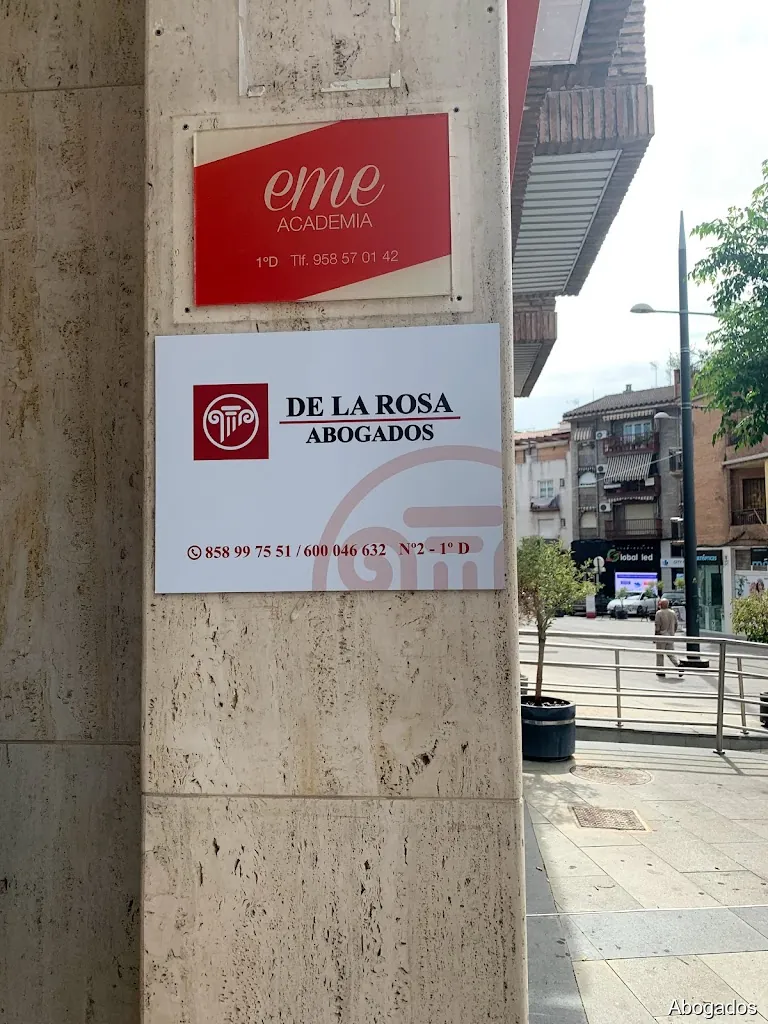 eme
ACADEMIA
1ºD Tlf. 958 57 01 42
DE LA ROSA
ABOGADOS
858 99 75 51 / 600 046 632 Nº2 - 1º D
Global led
Abogados